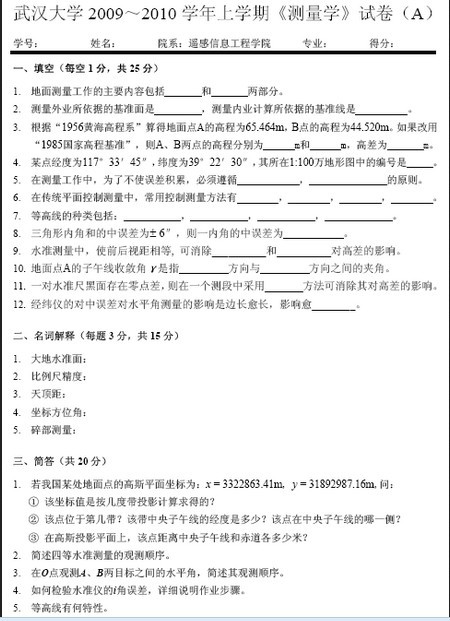 武汉大学 2009～2010 学年上学期《测量学》试卷（A）
学号： 姓名： 院系：遥感信息工程学院 专业： 得分：
一、填空（每空1分，共25分）
1. 地面测量工作的主要内容包括______和______两部分。
2. 测量外业所依据的基准面是________，测量内业计算所依据的基准线是________。
3. 根据“1956黄海高程系”算得地面点A的高程为65.464m，B点的高程为44.520m。如果改用
“1985国家高程基准”，则A、B两点的高程分别为_____m和_____m，高差为______m。
4. 某点经度为117°33′45″，纬度为39°22′30″，其所在1:100万地形图中的编号是____。
5. 在测量工作中，为了不使误差积累，必须遵循__________，____________的原则。
6. 在传统平面控制测量中，常用控制测量方法有______，______，______，______。
7. 等高线的种类包括：_________，_________，_________，__________。
8. 三角形内角和的中误差为±6″，则一内角的中误差为__________。
9. 水准测量中，使前后视距相等，可消除________和________对高差的影响。
10. 地面点A的子午线收敛角γ是指________方向与________方向之间的夹角。
11. 一对水准尺黑面存在零点差，则在一个测段中采用______方法可消除其对高差的影响。
12. 经纬仪的对中误差对水平角测量的影响是边长愈长，影响愈_______。
二、名词解释（每题3分，共15分）
1. 大地水准面：
2. 比例尺精度：
3. 天顶距：
4. 坐标方位角：
5. 碎部测量：
三、简答（共20分）
1. 若我国某处地面点的高斯平面坐标为：x = 3322863.41m， y = 31892987.16m，问：
① 该坐标值是按几度带投影计算求得的？
② 该点位于第几带？该带中央子午线的经度是多少？该点在中央子午线的哪一侧？
③ 在高斯投影平面上，该点距离中央子午线和赤道各多少米？
2. 简述四等水准测量的观测顺序。
3. 在O点观测A、B两目标之间的水平角，简述其观测顺序。
4. 如何检验水准仪的i角误差，详细说明作业步骤。
5. 等高线有何特性。